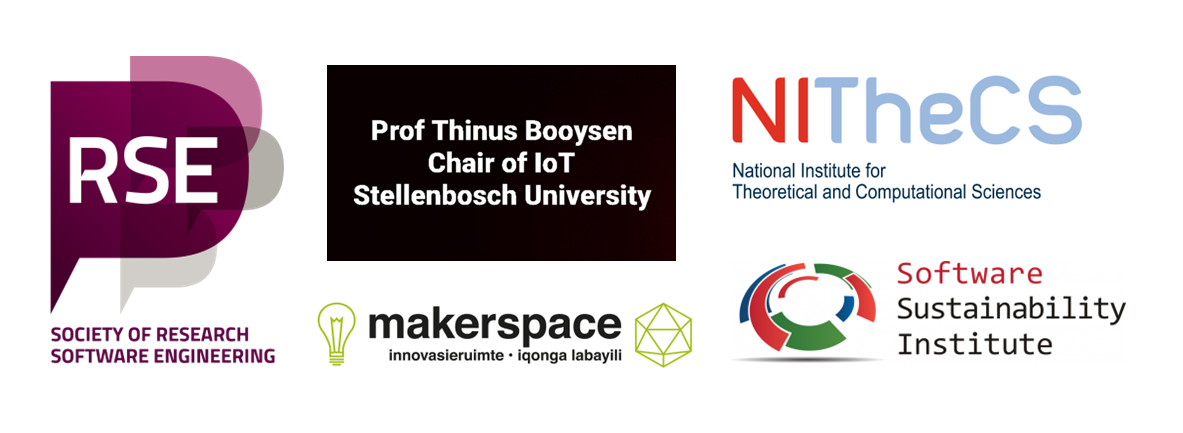 RSE
SOCIETY OF RESEARCH
SOFTWARE ENGINEERING
Prof Thinus Booysen
Chair of IoT
Stellenbosch University
makerspace
innovasieruimte • iqonga labayili
NITheCS
National Institute for
Theoretical and Computational Sciences
Software
Sustainability
Institute